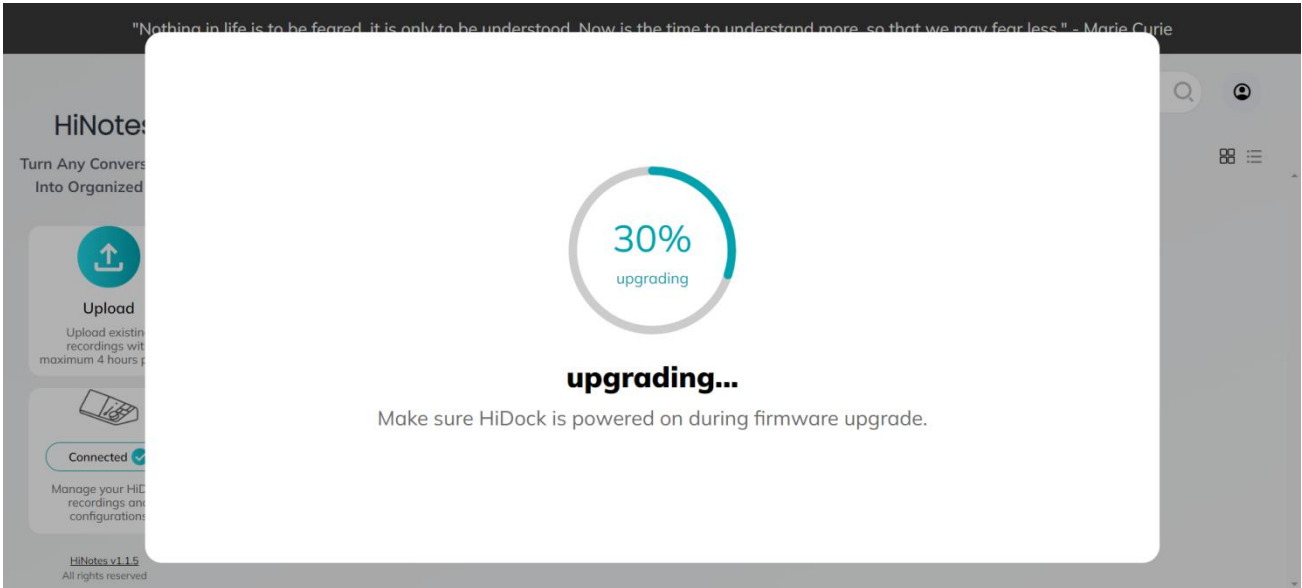 "Nothing in life is to be feared, it is only to be understood. Now is the time to understand more, so that we may fear less." - Marie Curie
HiNotes
Turn Any Convers
Into Organized
Upload
Upload existin
recordings wit
maximum 4 hours p
Connected
Manage your HiD
recordings and
configurations
HiNotes v1.1.5
All rights reserved
30%
upgrading
upgrading...
Make sure HiDock is powered on during firmware upgrade.